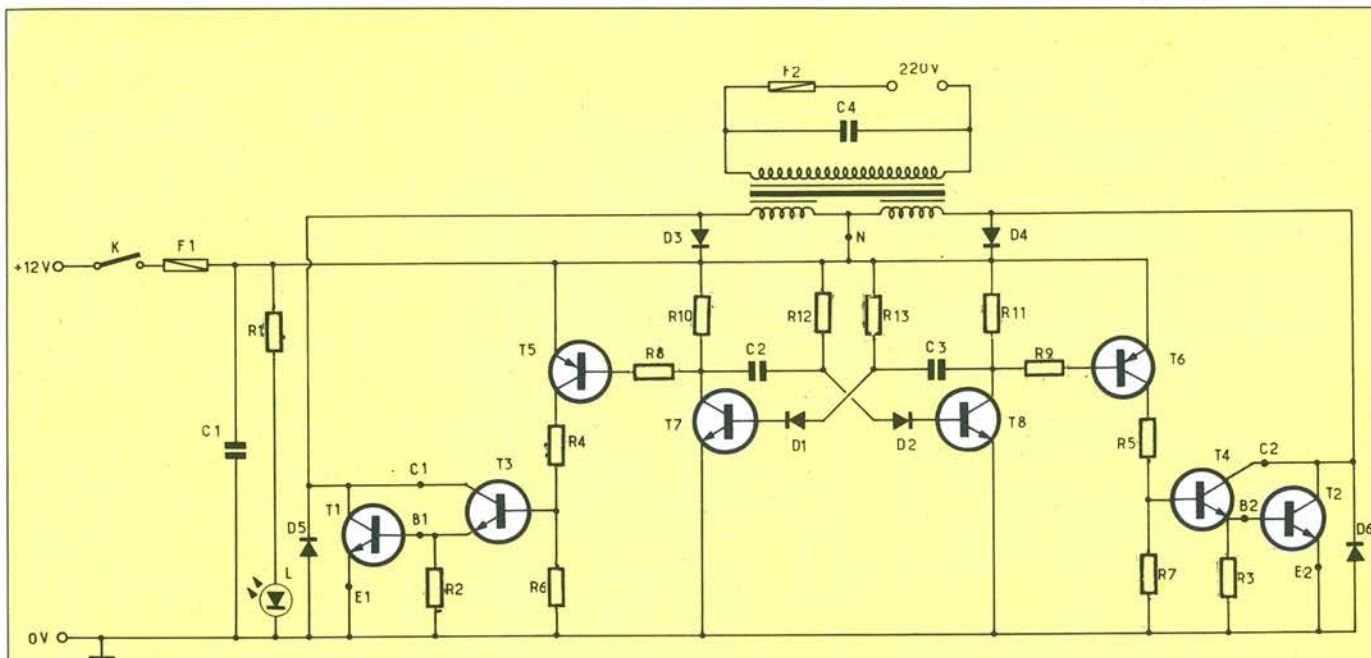 F2
220V
C4
D3
N
D4
K
F1
+12V
R1
R10
R12
R13
R11
T5
R8
C2
C3
R9
T6
T7
D1
D2
T8
C1
R4
R5
T3
C1
T1
B1
D5
L
E1
R2
R6
T4
C2
B2
T2
D6
R7
R3
E2
0V